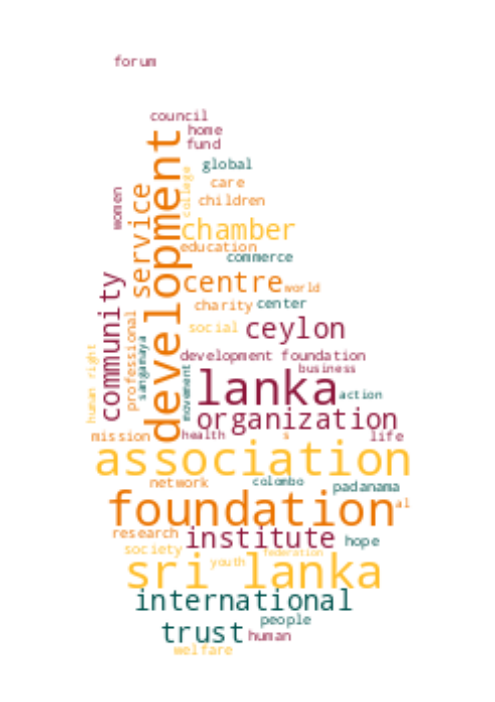 forum
council
home
fund
global
care
children
college
women
service
development
chamber
education
commerce
centre
world
charity
center
community
professional
sangamaya
social
ceylon
development foundation
business
human right
movement
lanka
action
organization
mission
health
s
life
association
network
colombo
padanama
foundation
al
research
institute
hope
society
federation
youth
sri lanka
international
people
trust
human
welfare